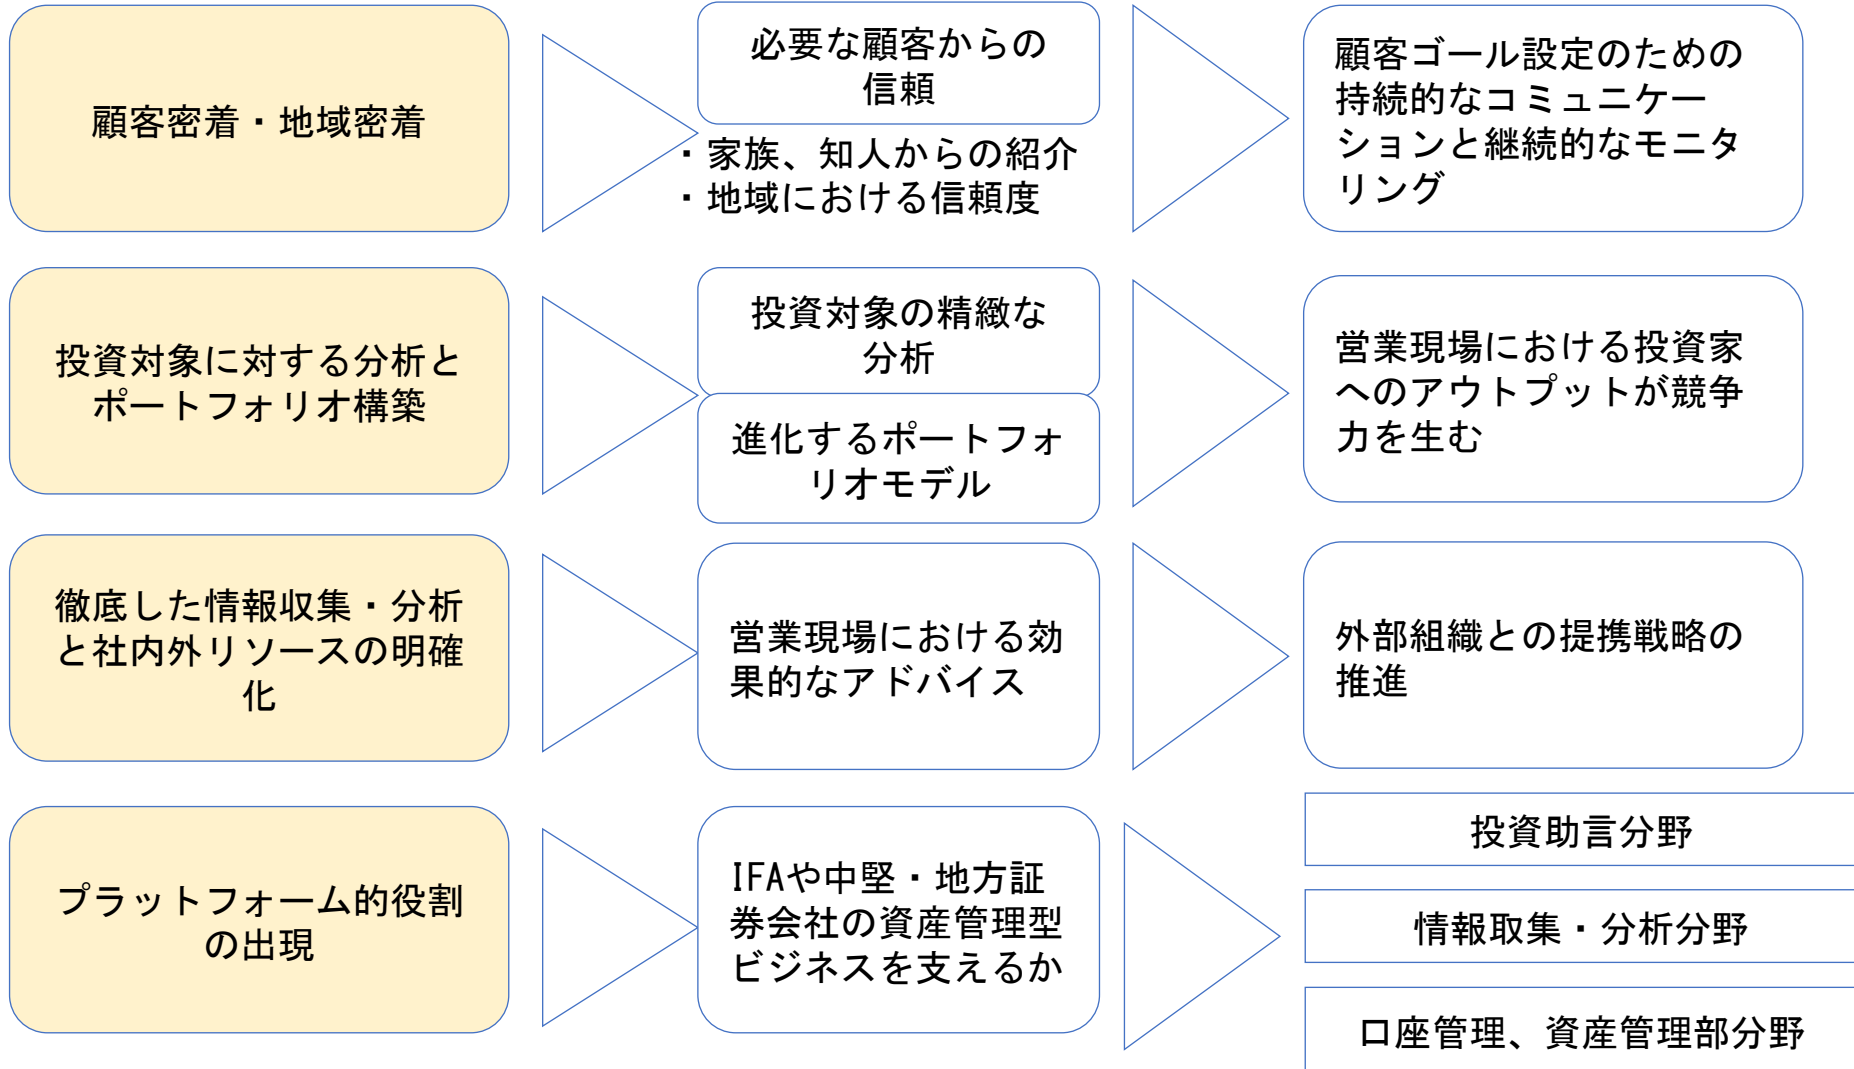 顧客密着・地域密着
必要な顧客からの
信頼
・家族、知人からの紹介
・地域における信頼度
顧客ゴール設定のための
持続的なコミュニケー
ションと継続的なモニタ
リング
投資対象に対する分析と
ポートフォリオ構築
投資対象の精緻な
分析
進化するポートフォ
リオモデル
営業現場における投資家
へのアウトプットが競争
力を生む
徹底した情報収集・分析
と社内外リソースの明確
化
営業現場における効
果的なアドバイス
外部組織との提携戦略の
推進
プラットフォーム的役割
の出現
IFAや中堅・地方証
券会社の資産管理型
ビジネスを支えるか
投資助言分野
情報取集・分析分野
口座管理、資産管理部分野